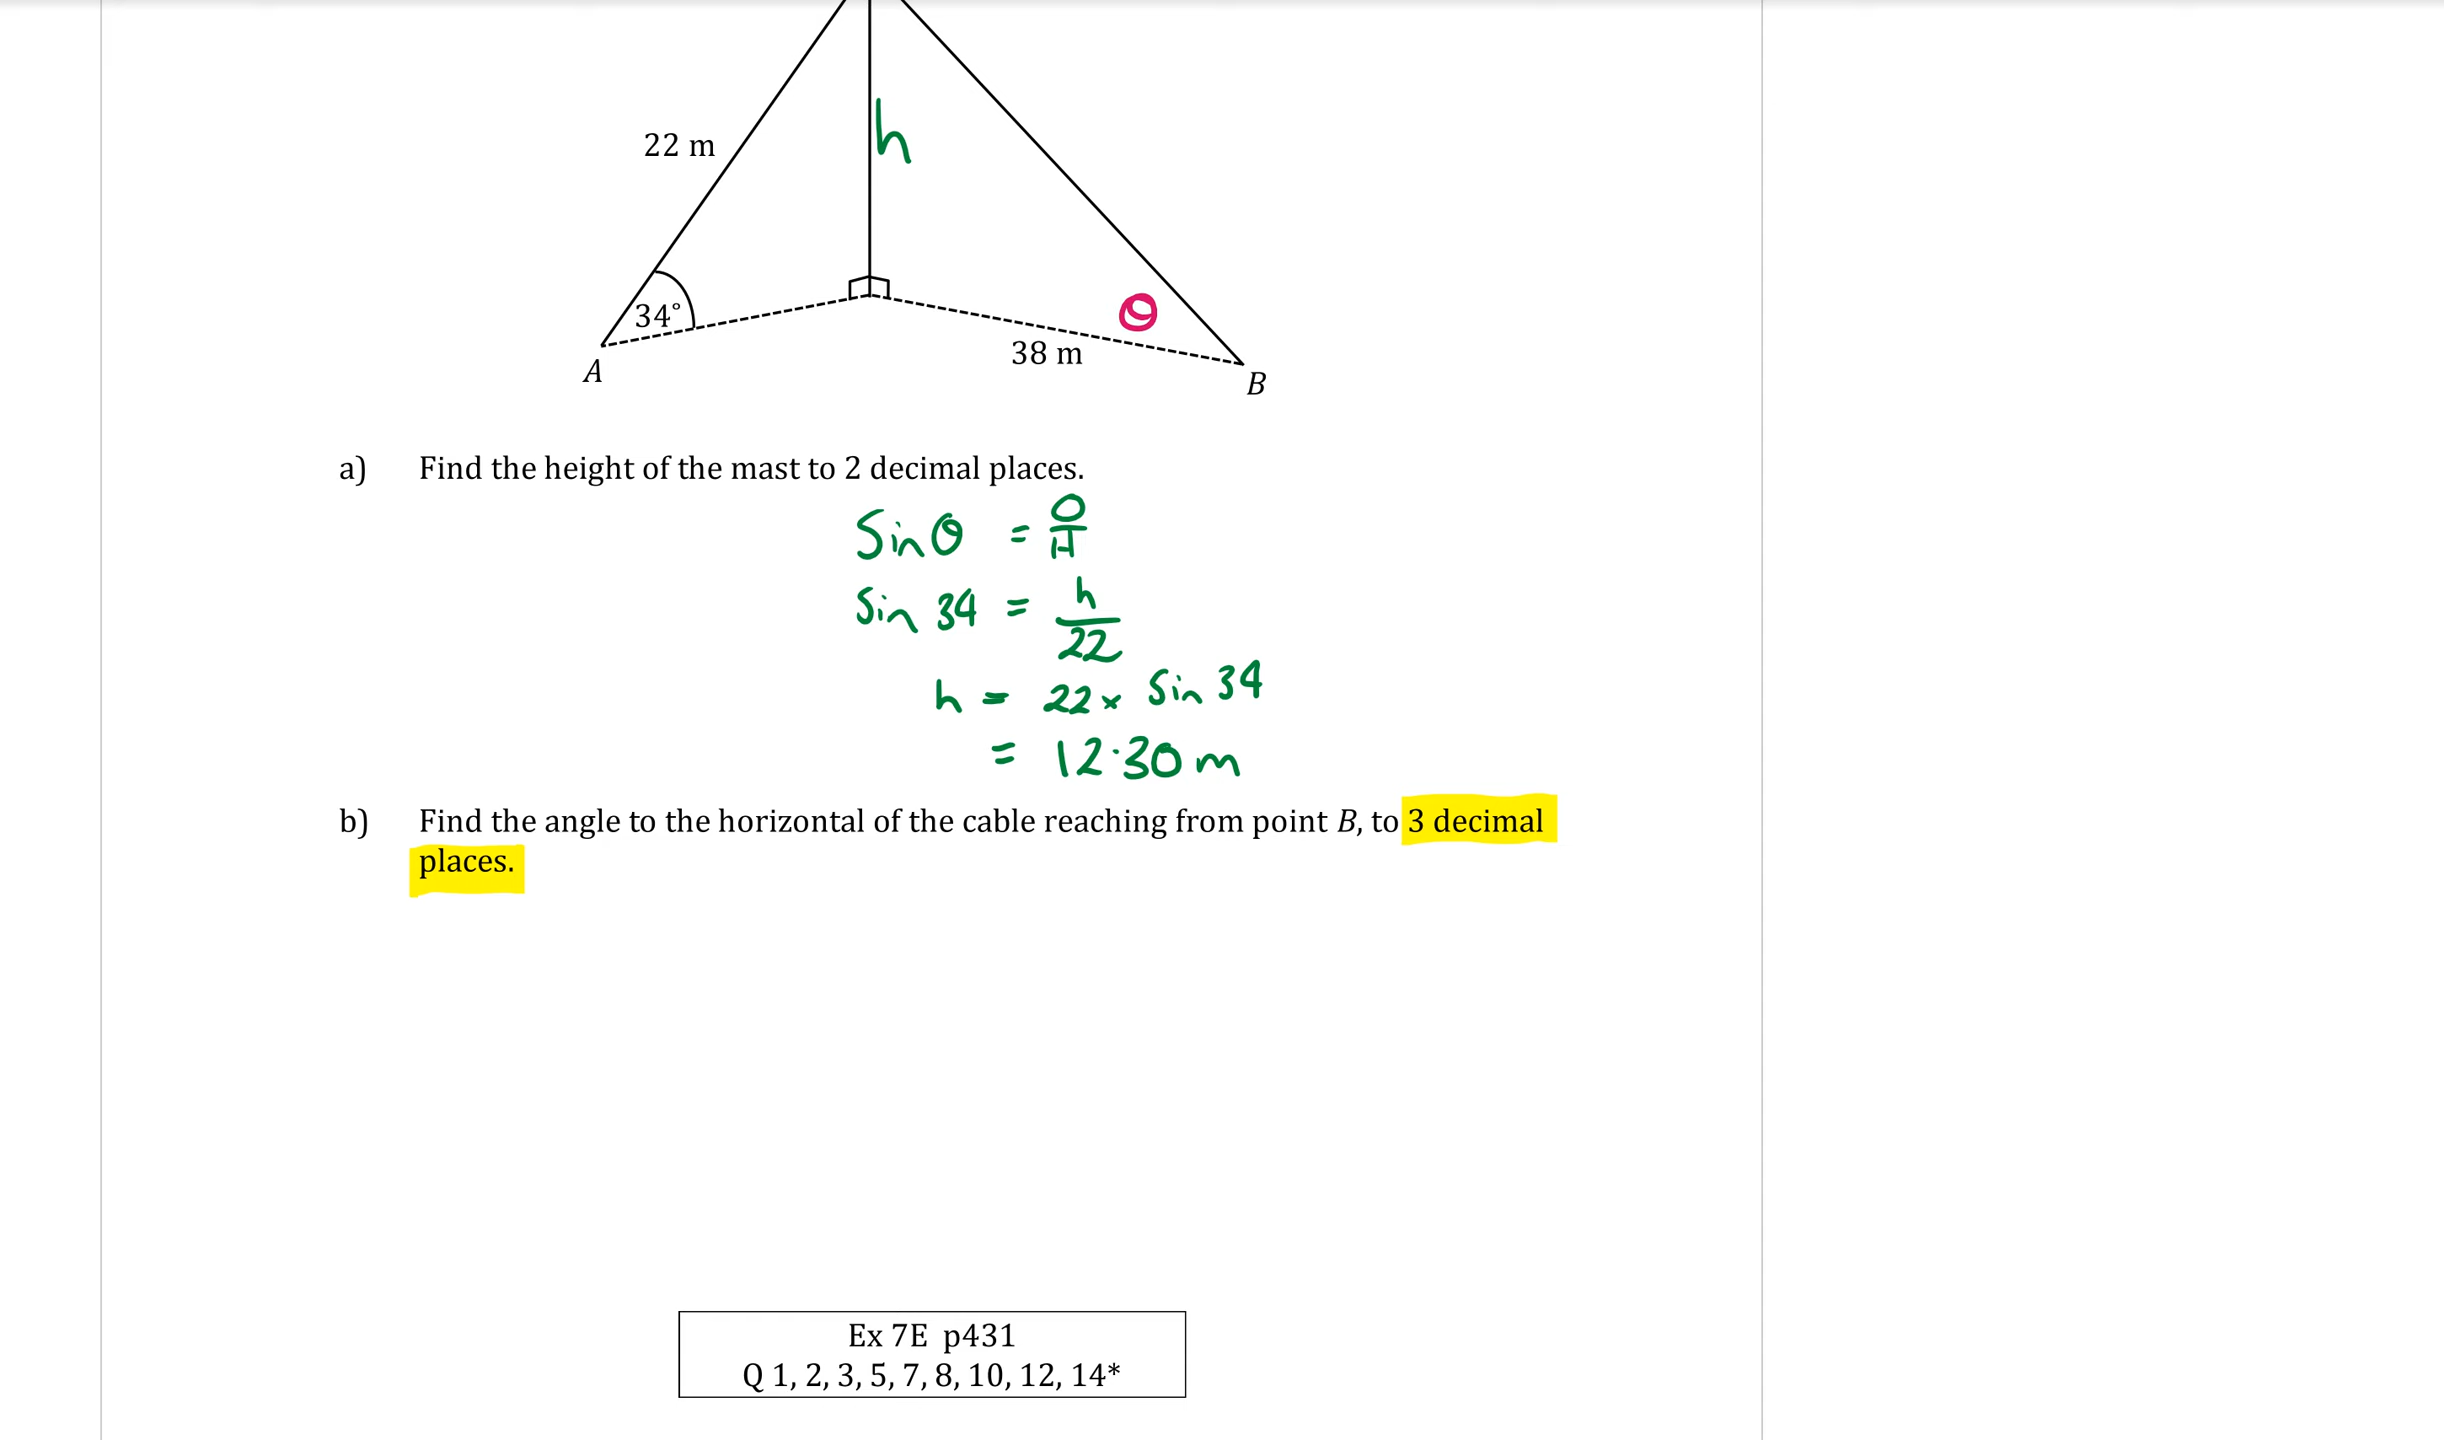 22 m
h
34°
θ
38 m
A
B
a) Find the height of the mast to 2 decimal places.
Sin θ = O/H
Sin 34 = h/22
h = 22 × Sin 34
= 12·30 m
b) Find the angle to the horizontal of the cable reaching from point B, to 3 decimal
places.
Ex 7E p431
Q 1, 2, 3, 5, 7, 8, 10, 12, 14*